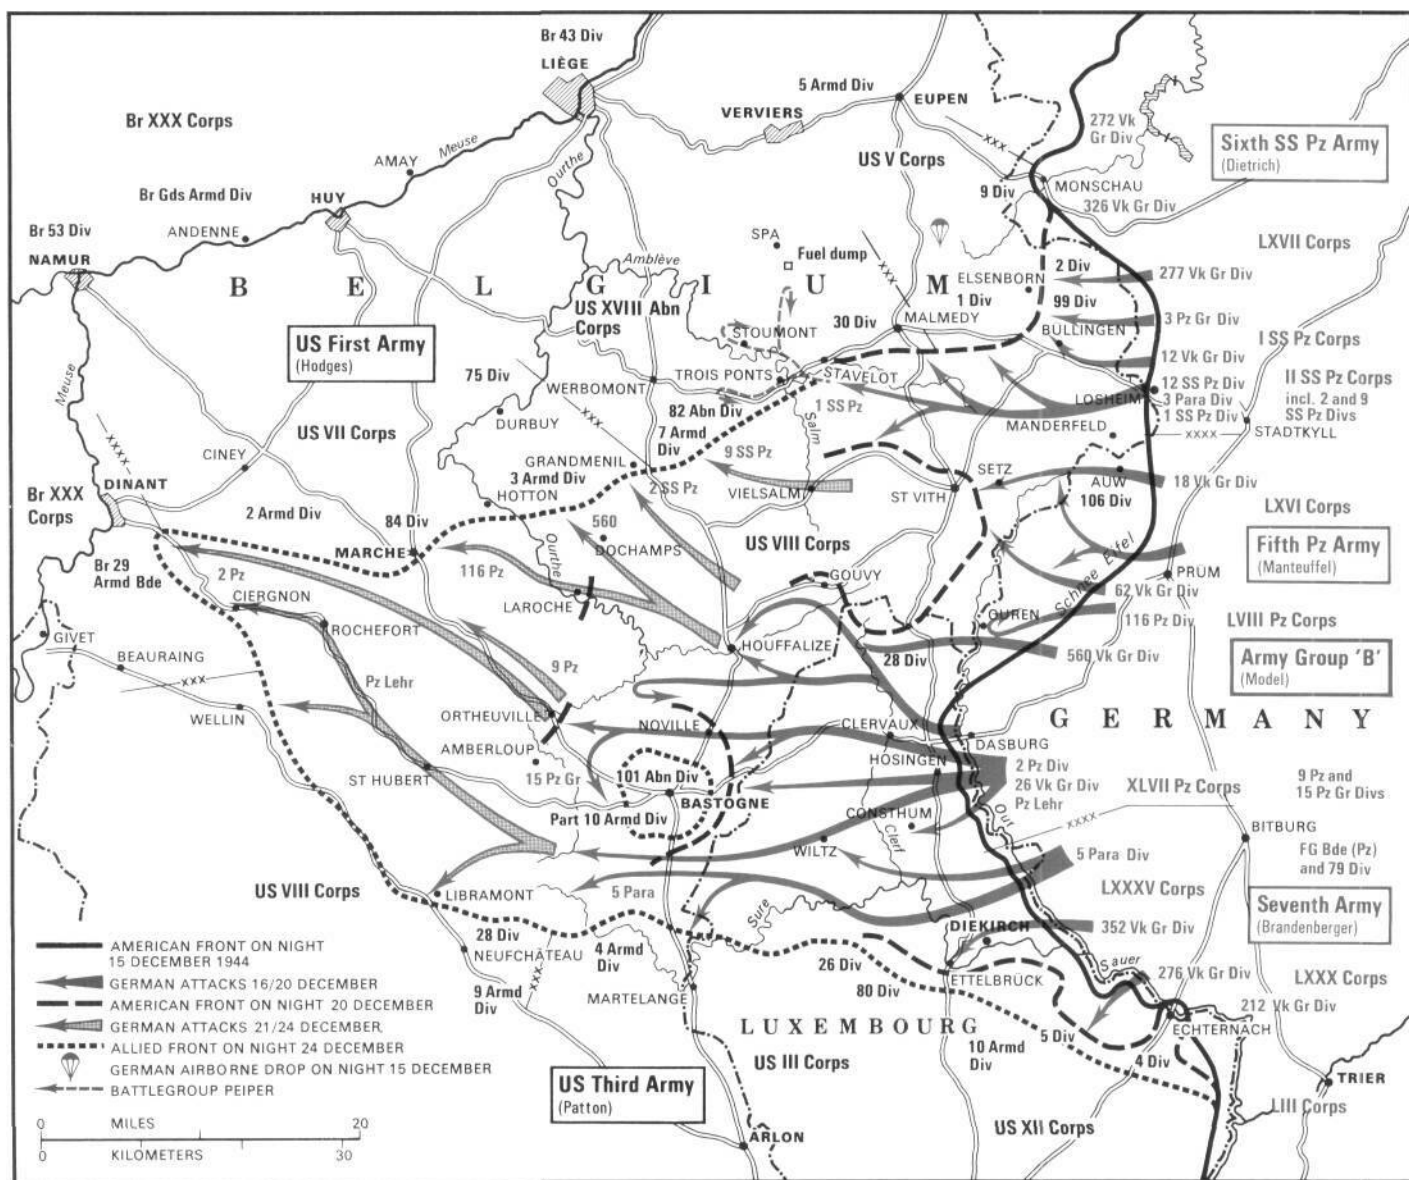 Br 43 Div
LIÈGE
5 Armd Div
EUPEN
VERVIERS
Br XXX Corps
Meuse
AMAY
Ourthe
US V Corps
xxx
272 Vk
Gr Div
Sixth SS Pz Army
(Dietrich)
9 Div
MONSCHAU
326 Vk Gr Div
Br Gds Armd Div
HUY
ANDENNE
Br 53 Div
NAMUR
SPA
Fuel dump
Amblève
xxx
LXVII Corps
2 Div
ELSENBORN
277 Vk Gr Div
B E L G I U M
1 Div
99 Div
US XVIII Abn
Corps
STOUMONT
30 Div
MALMEDY
BULLINGEN
3 Pz Gr Div
I SS Pz Corps
US First Army
(Hodges)
12 Vk Gr Div
Meuse
75 Div
WERBOMONT
TROIS PONTS
STAVELOT
1 SS Pz
LOSHEIM
12 SS Pz Div
3 Para Div
1 SS Pz Div
II SS Pz Corps
incl. 2 and 9
SS Pz Divs
xxx
82 Abn Div
Salm
DURBUY
MANDERFELD
xxxx
STADTKYLL
US VII Corps
7 Armd
Div
xxxx
CINEY
GRANDMENIL
9 SS Pz
3 Armd Div
2 SS Pz
SETZ
AUW
DINANT
HOTTON
VIELSALM
ST VITH
106 Div
18 Vk Gr Div
Br XXX
Corps
2 Armd Div
84 Div
560
LXVI Corps
MARCHE
DOCHAMPS
US VIII Corps
Fifth Pz Army
(Manteuffel)
Br 29
Armd Bde
2 Pz
116 Pz
Ourthe
GOUVY
Schnee Eifel
PRÜM
62 Vk Gr Div
CIERGNON
LAROCHE
OUREN
116 Pz Div
LVIII Pz Corps
GIVET
ROCHEFORT
HOUFFALIZE
28 Div
560 Vk Gr Div
Army Group 'B'
(Model)
BEAURAING
9 Pz
xxx
Pz Lehr
WELLIN
ORTHEUVILLE
NOVILLE
CLERVAUX
GERMANY
AMBERLOUP
DASBURG
HOSINGEN
2 Pz Div
26 Vk Gr Div
Pz Lehr
ST HUBERT
15 Pz Gr
101 Abn Div
BASTOGNE
XLVII Pz Corps
9 Pz and
15 Pz Gr Divs
Part 10 Armd Div
CONSTHUM
Out
xxxx
BITBURG
Clerf
WILTZ
5 Para Div
FG Bde (Pz)
and 79 Div
US VIII Corps
LIBRAMONT
5 Para
LXXXV Corps
Sure
Seventh Army
(Brandenberger)
28 Div
DIEKIRCH
352 Vk Gr Div
NEUFCHÂTEAU
4 Armd
Div
26 Div
Sauer
xxx
ETTELBRÜCK
276 Vk Gr Div
LXXX Corps
9 Armd
Div
MARTELANGE
80 Div
212 Vk Gr Div
LUXEMBOURG
5 Div
ECHTERNACH
10 Armd
Div
4 Div
US III Corps
US Third Army
(Patton)
TRIER
LIII Corps
US XII Corps
ARLON
AMERICAN FRONT ON NIGHT
15 DECEMBER 1944
GERMAN ATTACKS 16/20 DECEMBER
AMERICAN FRONT ON NIGHT 20 DECEMBER
GERMAN ATTACKS 21/24 DECEMBER
ALLIED FRONT ON NIGHT 24 DECEMBER
GERMAN AIRBORNE DROP ON NIGHT 15 DECEMBER
BATTLEGROUP PEIPER
0 MILES 20
0 KILOMETERS 30